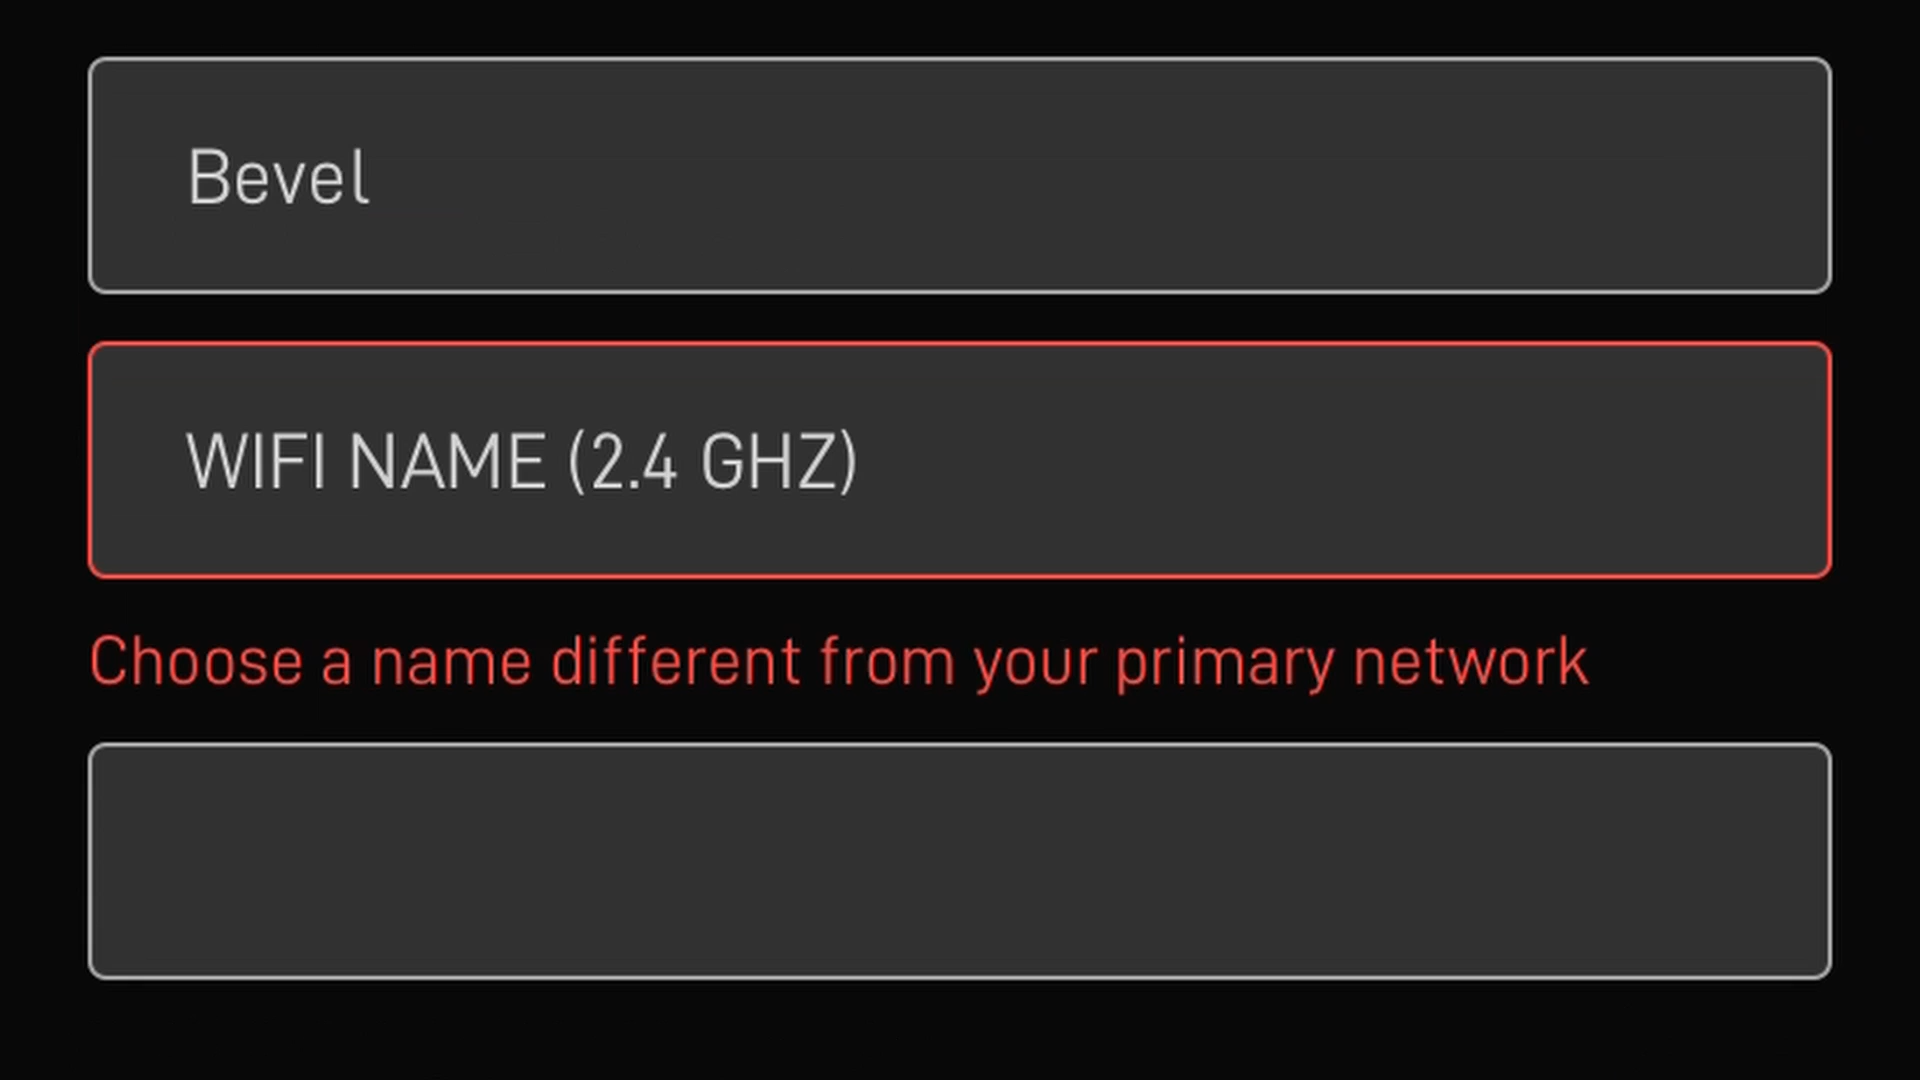 Bevel
WIFI NAME (2.4 GHZ)
Choose a name different from your primary network